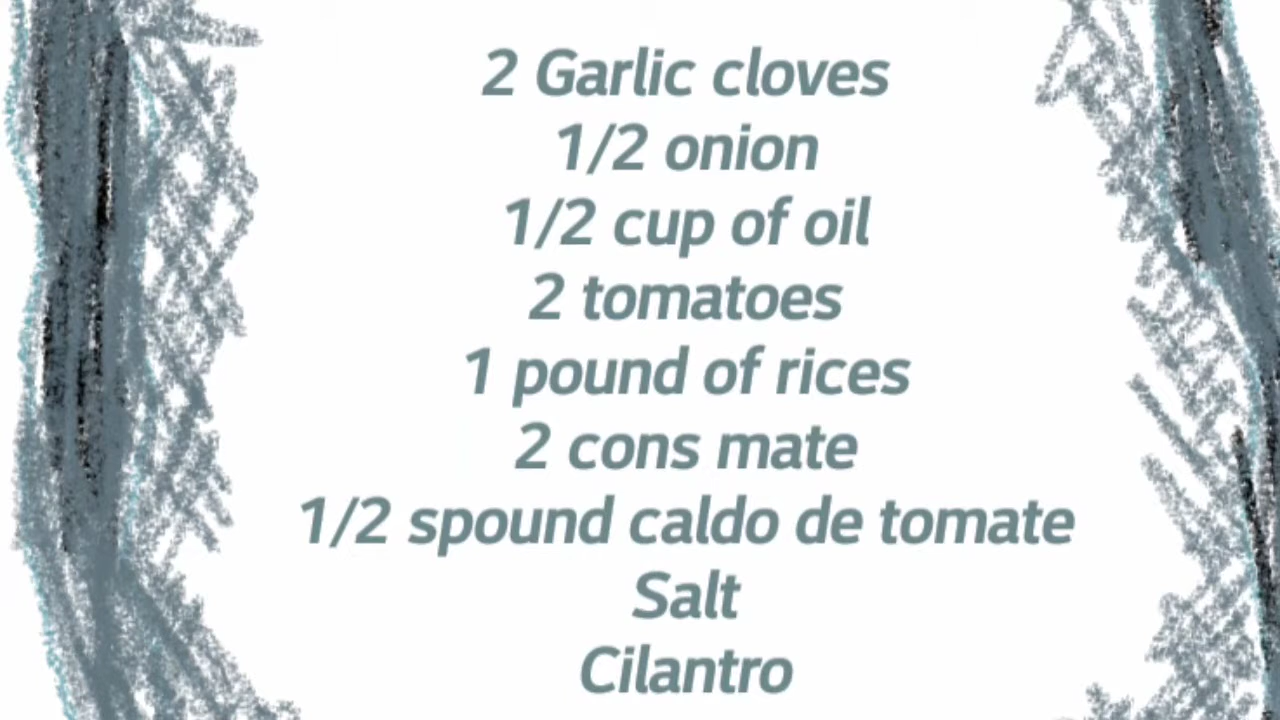 2 Garlic cloves
1/2 onion
1/2 cup of oil
2 tomatoes
1 pound of rices
2 cons mate
1/2 spound caldo de tomate
Salt
Cilantro